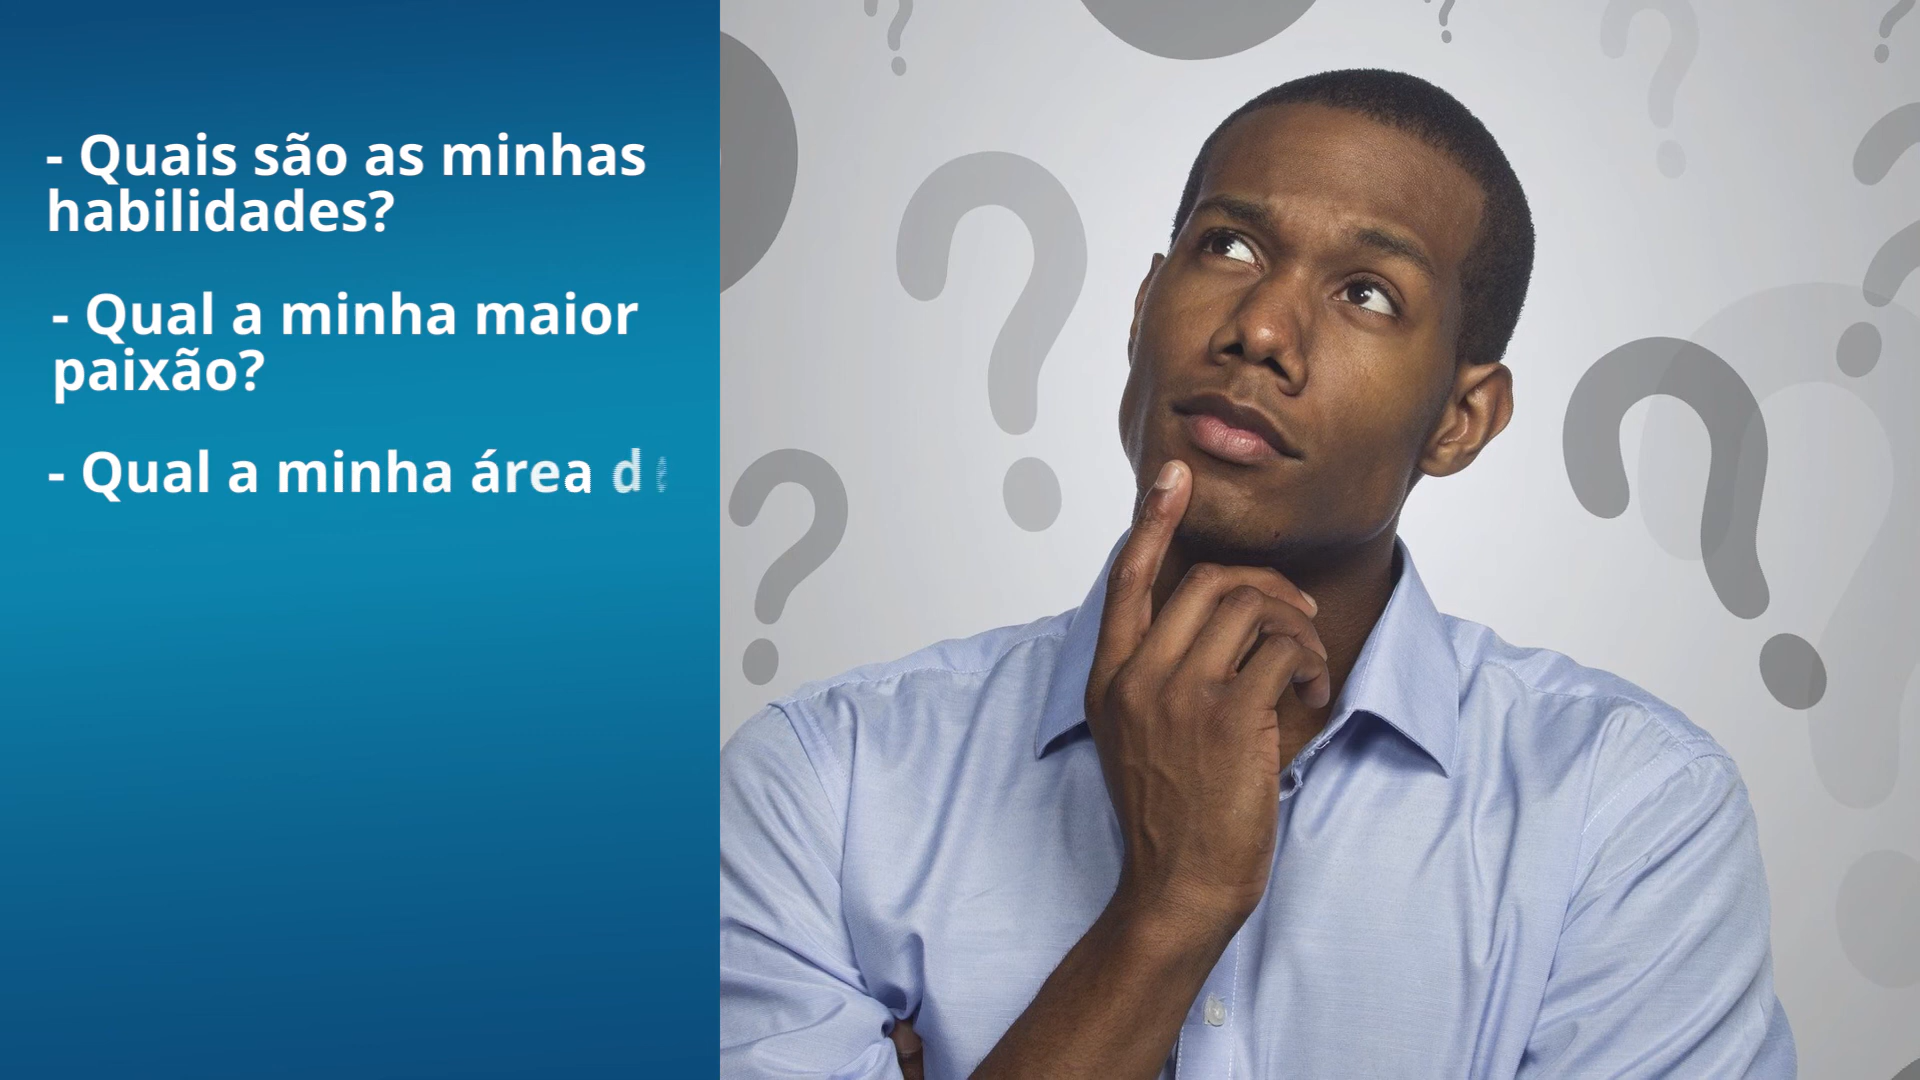 - Quais são as minhas
habilidades?
- Qual a minha maior
paixão?
- Qual a minha área